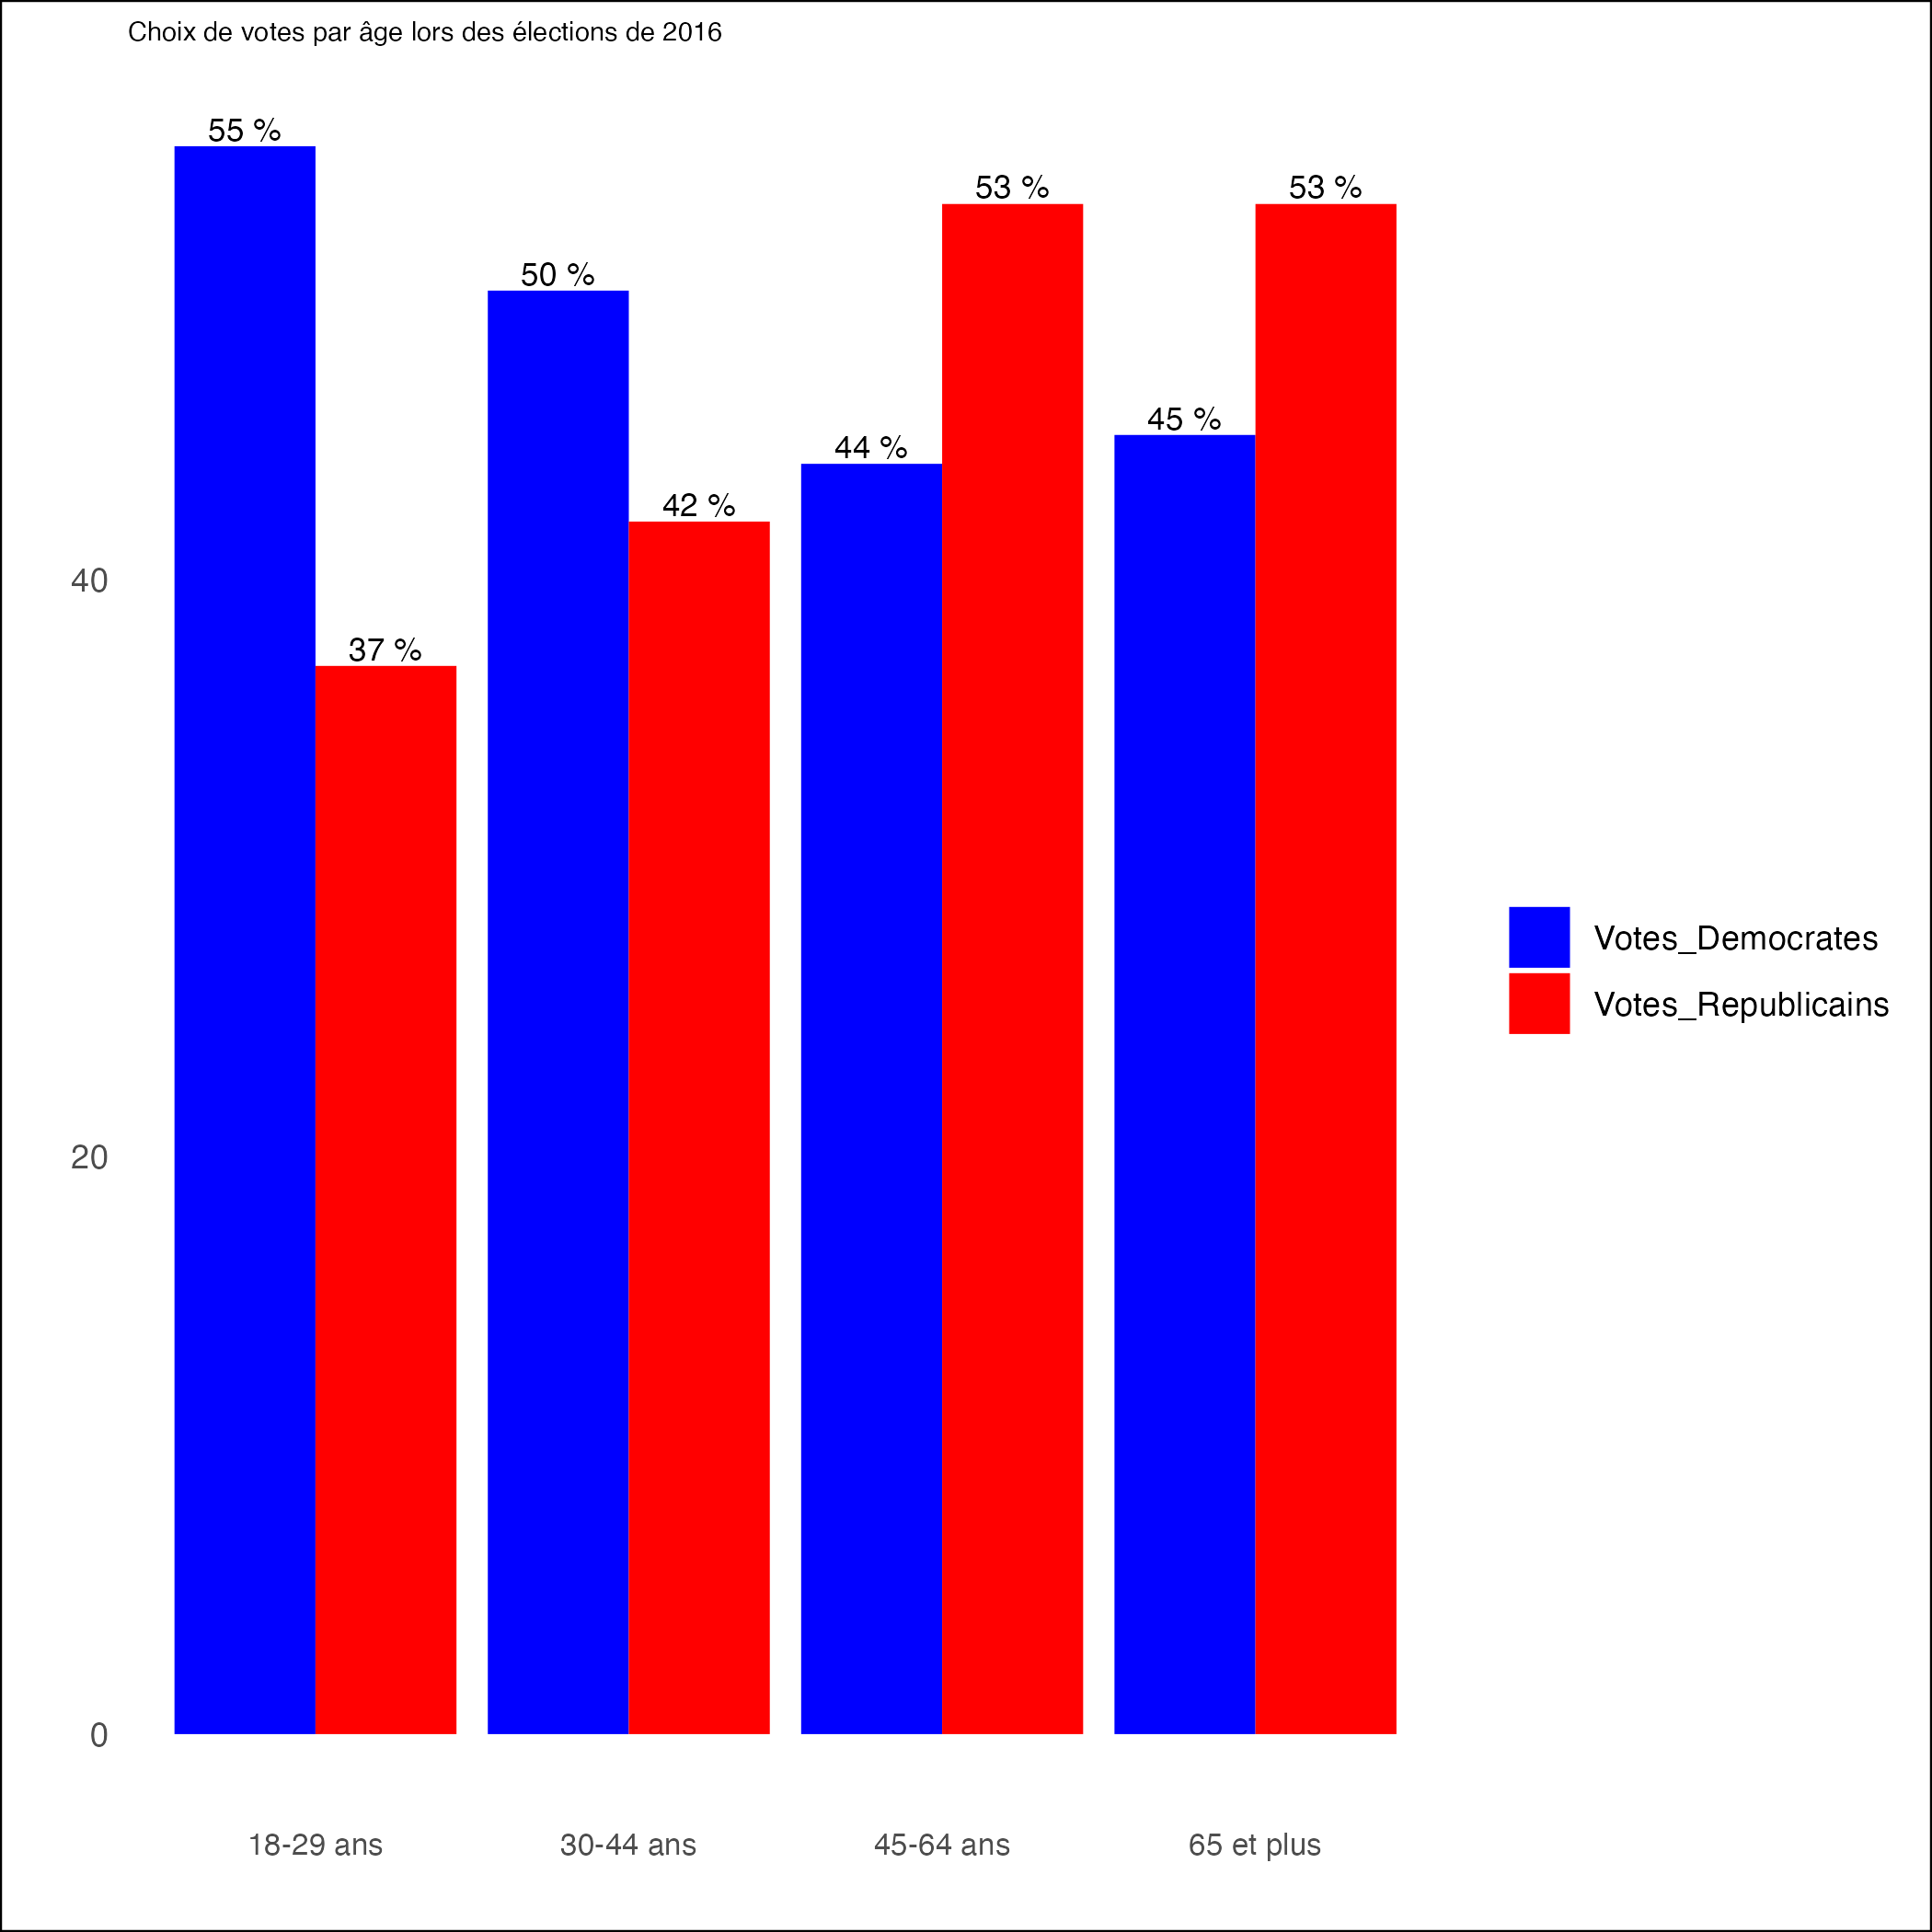 Choix de votes par âge lors des élections de 2016
55 %
37 %
50 %
42 %
44 %
53 %
45 %
53 %
40
20
0
18-29 ans
30-44 ans
45-64 ans
65 et plus
Votes_Democrates
Votes_Republicains